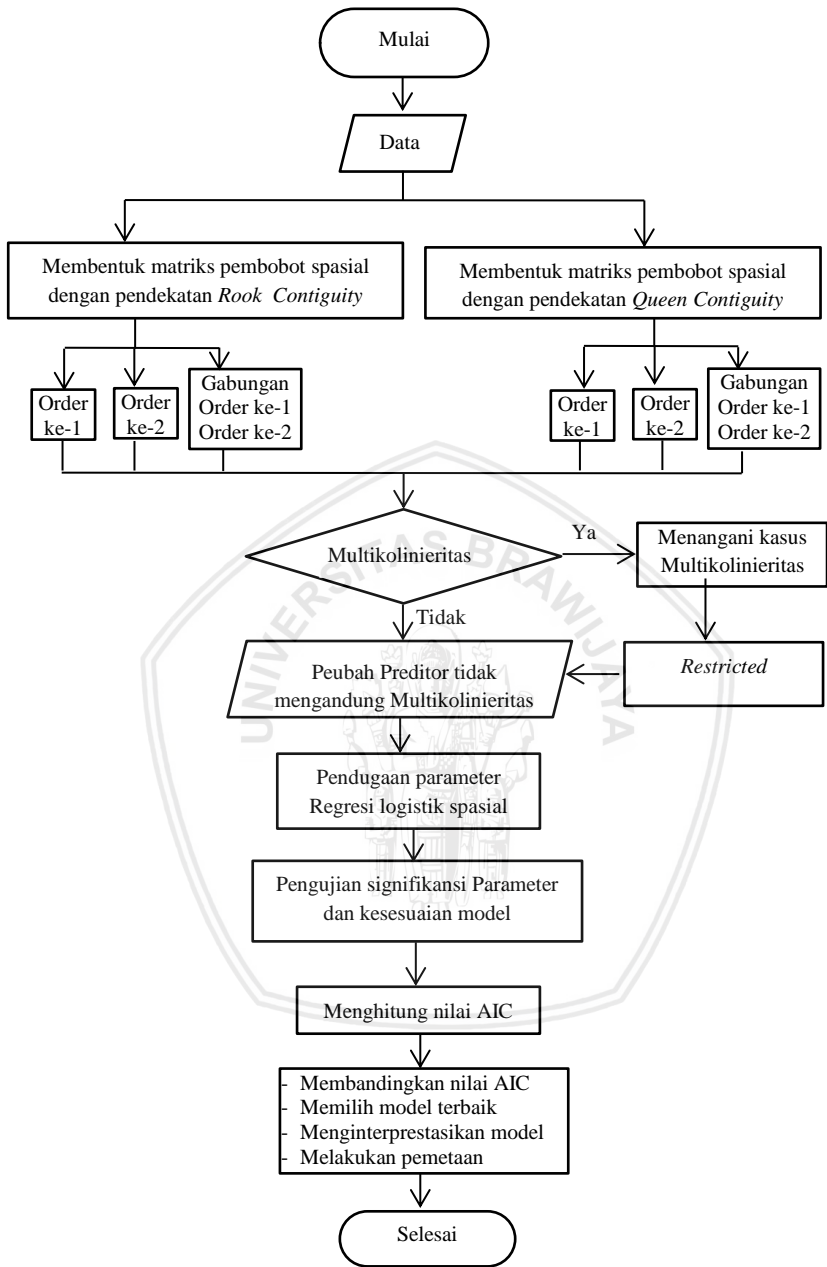 Mulai
Data
Membentuk matriks pembobot spasial
dengan pendekatan Rook Contiguity
Membentuk matriks pembobot spasial
dengan pendekatan Queen Contiguity
Order
ke-1
Order
ke-2
Gabungan
Order ke-1
Order ke-2
Order
ke-1
Order
ke-2
Gabungan
Order ke-1
Order ke-2
Multikolinieritas
Ya
Menangani kasus
Multikolinieritas
Tidak
Restricted
Peubah Preditor tidak
mengandung Multikolinieritas
Pendugaan parameter
Regresi logistik spasial
Pengujian signifikansi Parameter
dan kesesuaian model
Menghitung nilai AIC
- Membandingkan nilai AIC
- Memilih model terbaik
- Menginterprestasikan model
- Melakukan pemetaan
Selesai
UNIVERSITAS BRAWIJAYA